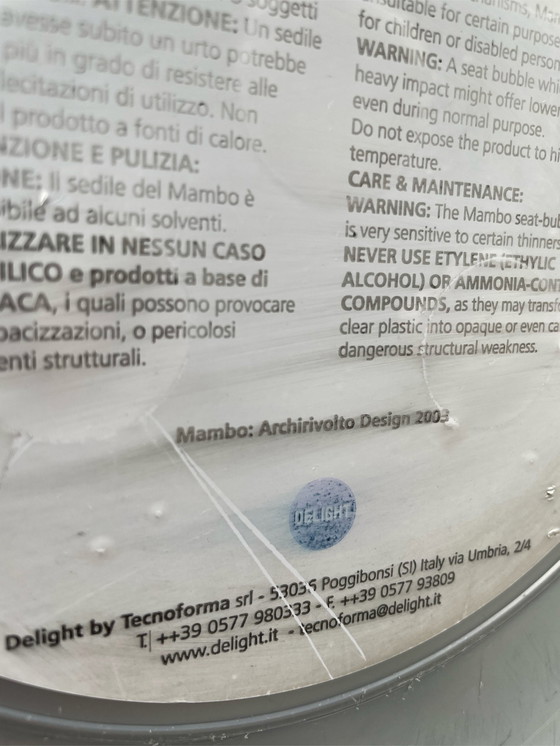 ATTENZIONE: Un sedile
avesse subito un urto potrebbe
più in grado di resistere alle
lecitazioni di utilizzo. Non
l prodotto a fonti di calore.
NZIONE E PULIZIA:
NE: Il sedile del Mambo è
ibile ad alcuni solventi.
IZZARE IN NESSUN CASO
ILICO e prodotti a base di
ACA, i quali possono provocare
pacizzazioni, o pericolosi
enti strutturali.
suitable for certain purpose
for children or disabled person
WARNING: A seat bubble whi
heavy impact might offer lower
even during normal purpose.
Do not expose the product to hi
temperature.
CARE & MAINTENANCE:
WARNING: The Mambo seat-bub
is very sensitive to certain thinners
NEVER USE ETYLENE (ETHYLIC
ALCOHOL) OR AMMONIA-CONT
COMPOUNDS, as they may transfo
clear plastic into opaque or even ca
dangerous structural weakness.
Mambo: Archirivolto Design 2003
DELIGHT
Delight by Tecnoforma srl - 53036 Poggibonsi (SI) Italy via Umbria, 2/4
T. ++39 0577 980333 - F. ++39 0577 93809
www.delight.it - tecnoforma@delight.it